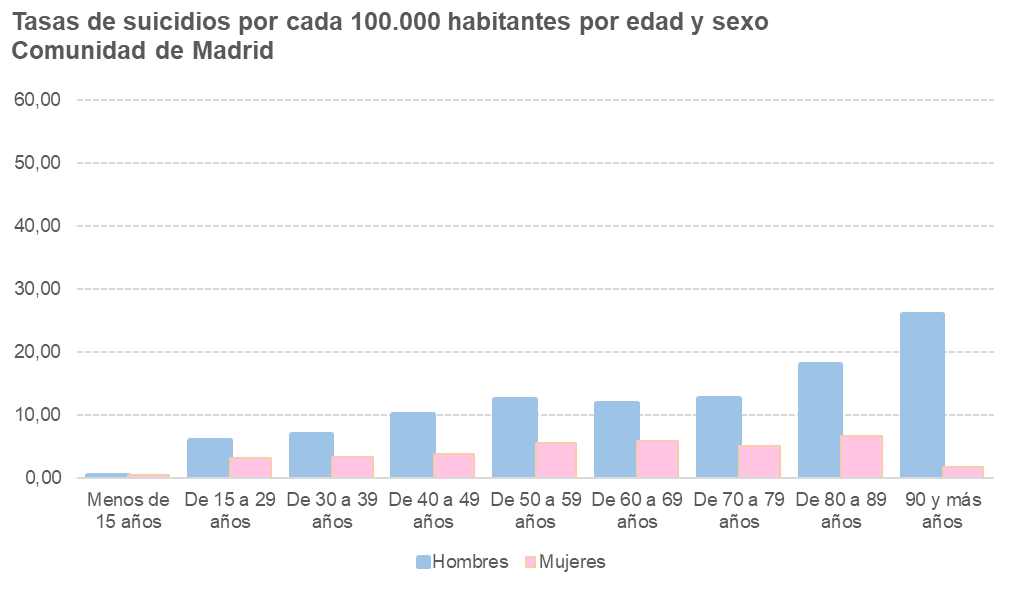 Tasas de suicidios por cada 100.000 habitantes por edad y sexo
Comunidad de Madrid
60,00
50,00
40,00
30,00
20,00
10,00
0,00
Menos de 15 años
De 15 a 29 años
De 30 a 39 años
De 40 a 49 años
De 50 a 59 años
De 60 a 69 años
De 70 a 79 años
De 80 a 89 años
90 y más años
Hombres
Mujeres